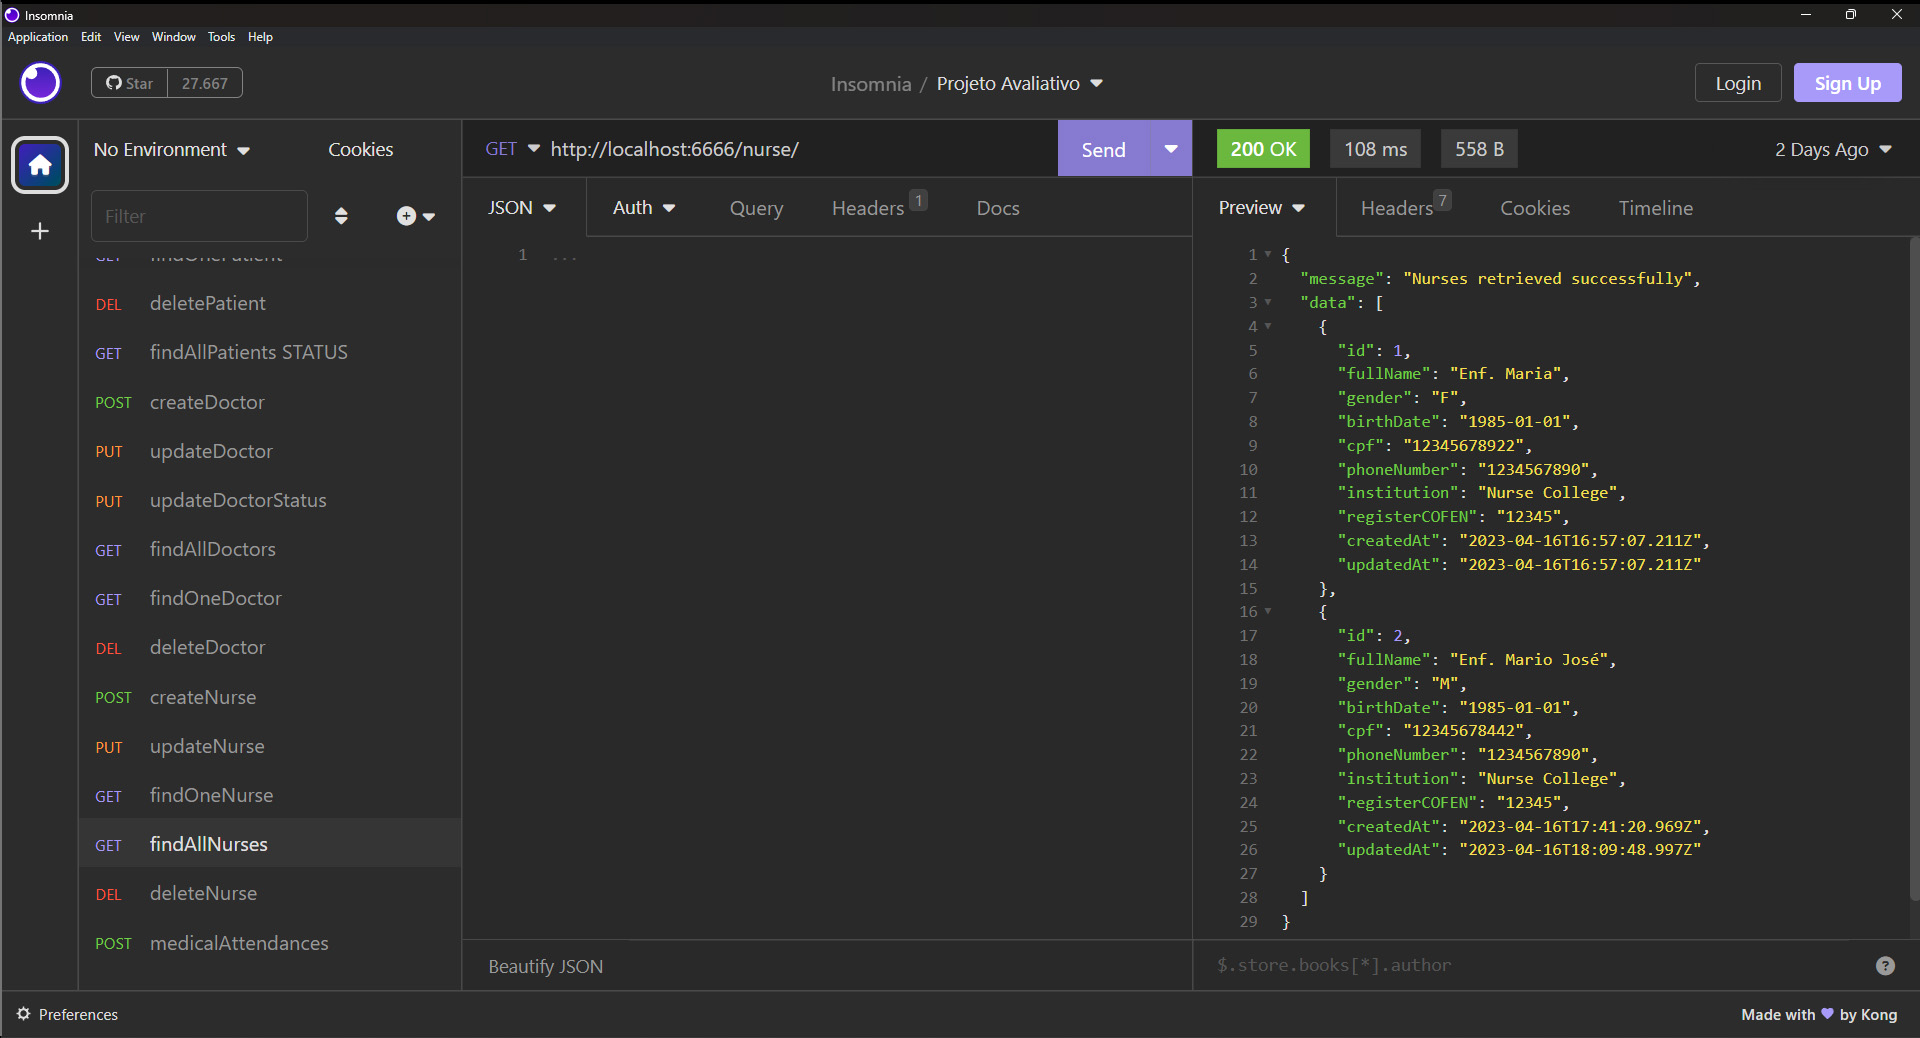 Insomnia
Application Edit View Window Tools Help
Star 27.667
Insomnia / Projeto Avaliativo
Login Sign Up
No Environment Cookies
GET http://localhost:6666/nurse/ Send
200 OK 108 ms 558 B 2 Days Ago
Filter
JSON Auth Query Headers 1 Docs
Preview Headers 7 Cookies Timeline
GET findOnePatient
DEL deletePatient
GET findAllPatients STATUS
POST createDoctor
PUT updateDoctor
PUT updateDoctorStatus
GET findAllDoctors
GET findOneDoctor
DEL deleteDoctor
POST createNurse
PUT updateNurse
GET findOneNurse
GET findAllNurses
DEL deleteNurse
POST medicalAttendances
1 ...
1 {
2 "message": "Nurses retrieved successfully",
3 "data": [
4 {
5 "id": 1,
6 "fullName": "Enf. Maria",
7 "gender": "F",
8 "birthDate": "1985-01-01",
9 "cpf": "12345678922",
10 "phoneNumber": "1234567890",
11 "institution": "Nurse College",
12 "registerCOFEN": "12345",
13 "createdAt": "2023-04-16T16:57:07.211Z",
14 "updatedAt": "2023-04-16T16:57:07.211Z"
15 },
16 {
17 "id": 2,
18 "fullName": "Enf. Mario José",
19 "gender": "M",
20 "birthDate": "1985-01-01",
21 "cpf": "12345678442",
22 "phoneNumber": "1234567890",
23 "institution": "Nurse College",
24 "registerCOFEN": "12345",
25 "createdAt": "2023-04-16T17:41:20.969Z",
26 "updatedAt": "2023-04-16T18:09:48.997Z"
27 }
28 ]
29 }
Beautify JSON
$.store.books[*].author
Preferences
Made with 💜 by Kong